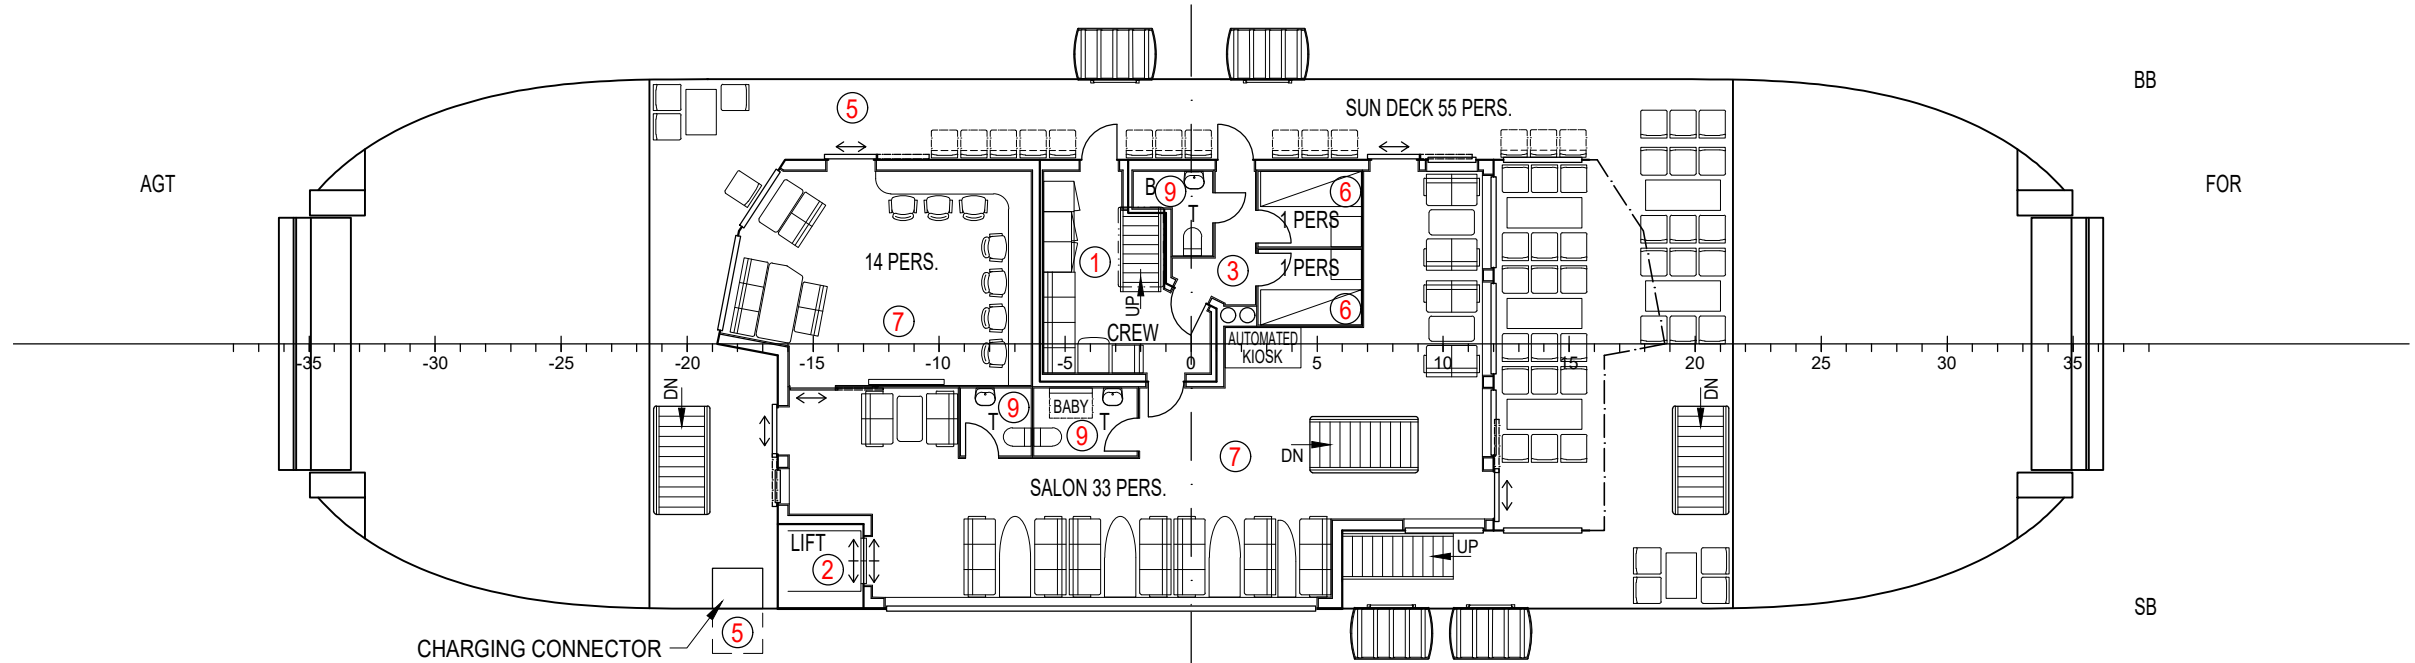 BB
5
SUN DECK 55 PERS.
AGT
FOR
B
9
6
T
1 PERS
14 PERS.
1
3
1 PERS
UP
6
7
CREW
AUTOMATED
KIOSK
-35
-30
-25
-20
-15
-10
-5
0
5
10
15
20
25
30
35
DN
DN
9
BABY
T
T
9
7
DN
SALON 33 PERS.
LIFT
UP
2
SB
5
CHARGING CONNECTOR